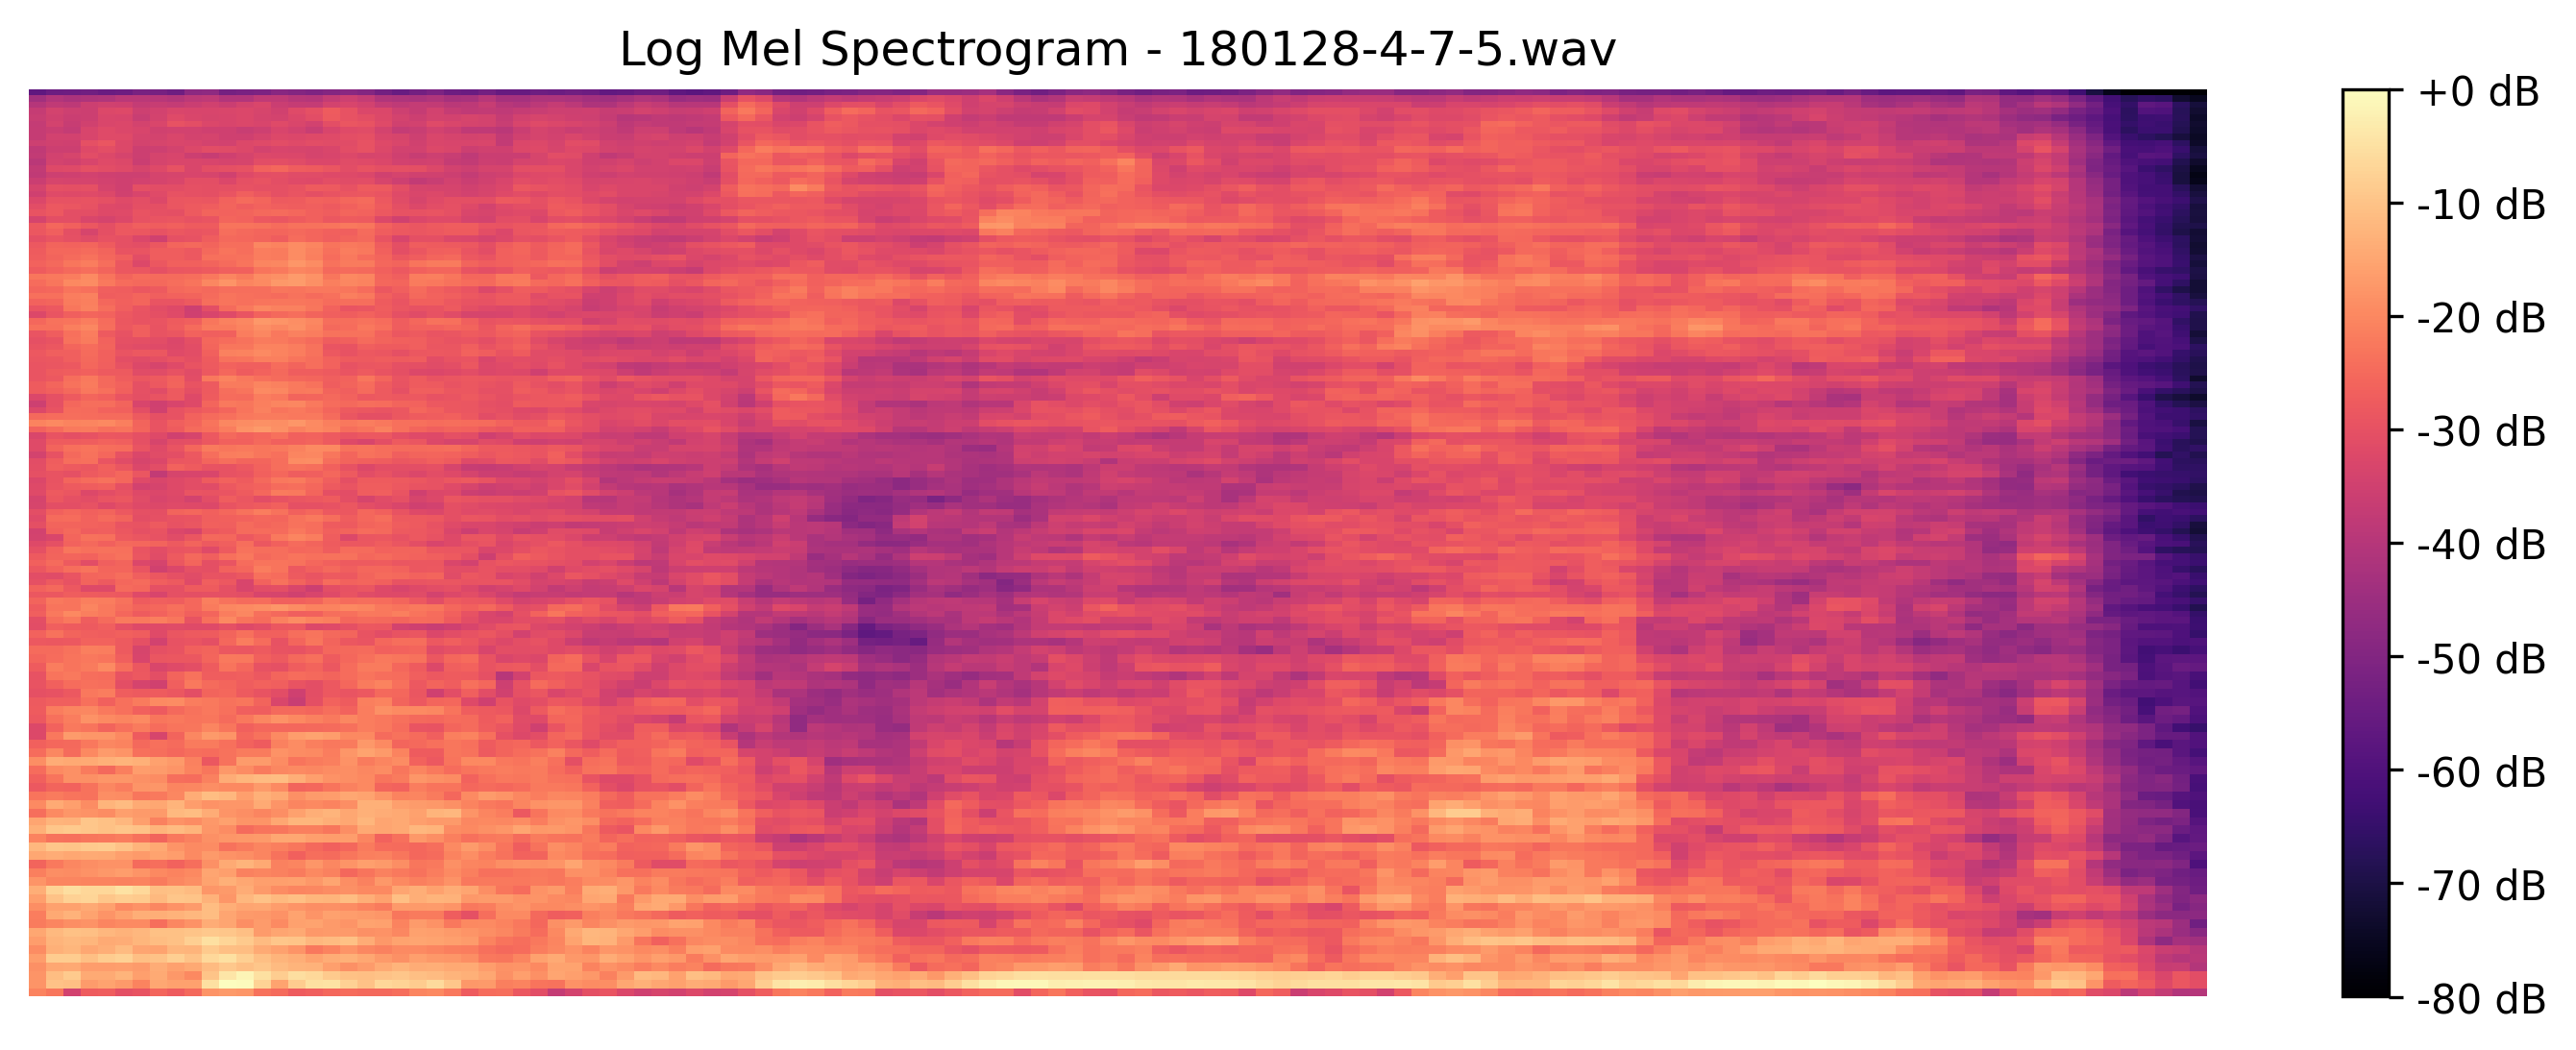 Log Mel Spectrogram - 180128-4-7-5.wav
+0 dB
-10 dB
-20 dB
-30 dB
-40 dB
-50 dB
-60 dB
-70 dB
-80 dB